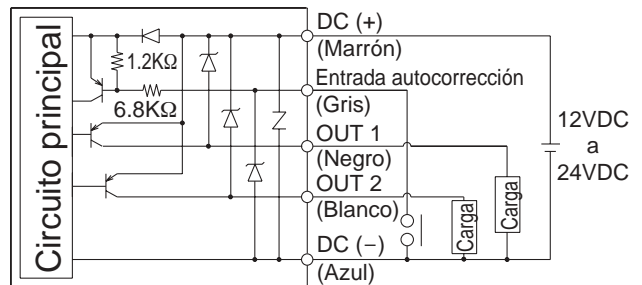 Circuito principal
1.2KΩ
6.8KΩ
DC (+)
(Marrón)
Entrada autocorrección
(Gris)
OUT 1
(Negro)
OUT 2
(Blanco)
DC (−)
(Azul)
Carga
Carga
12VDC
a
24VDC